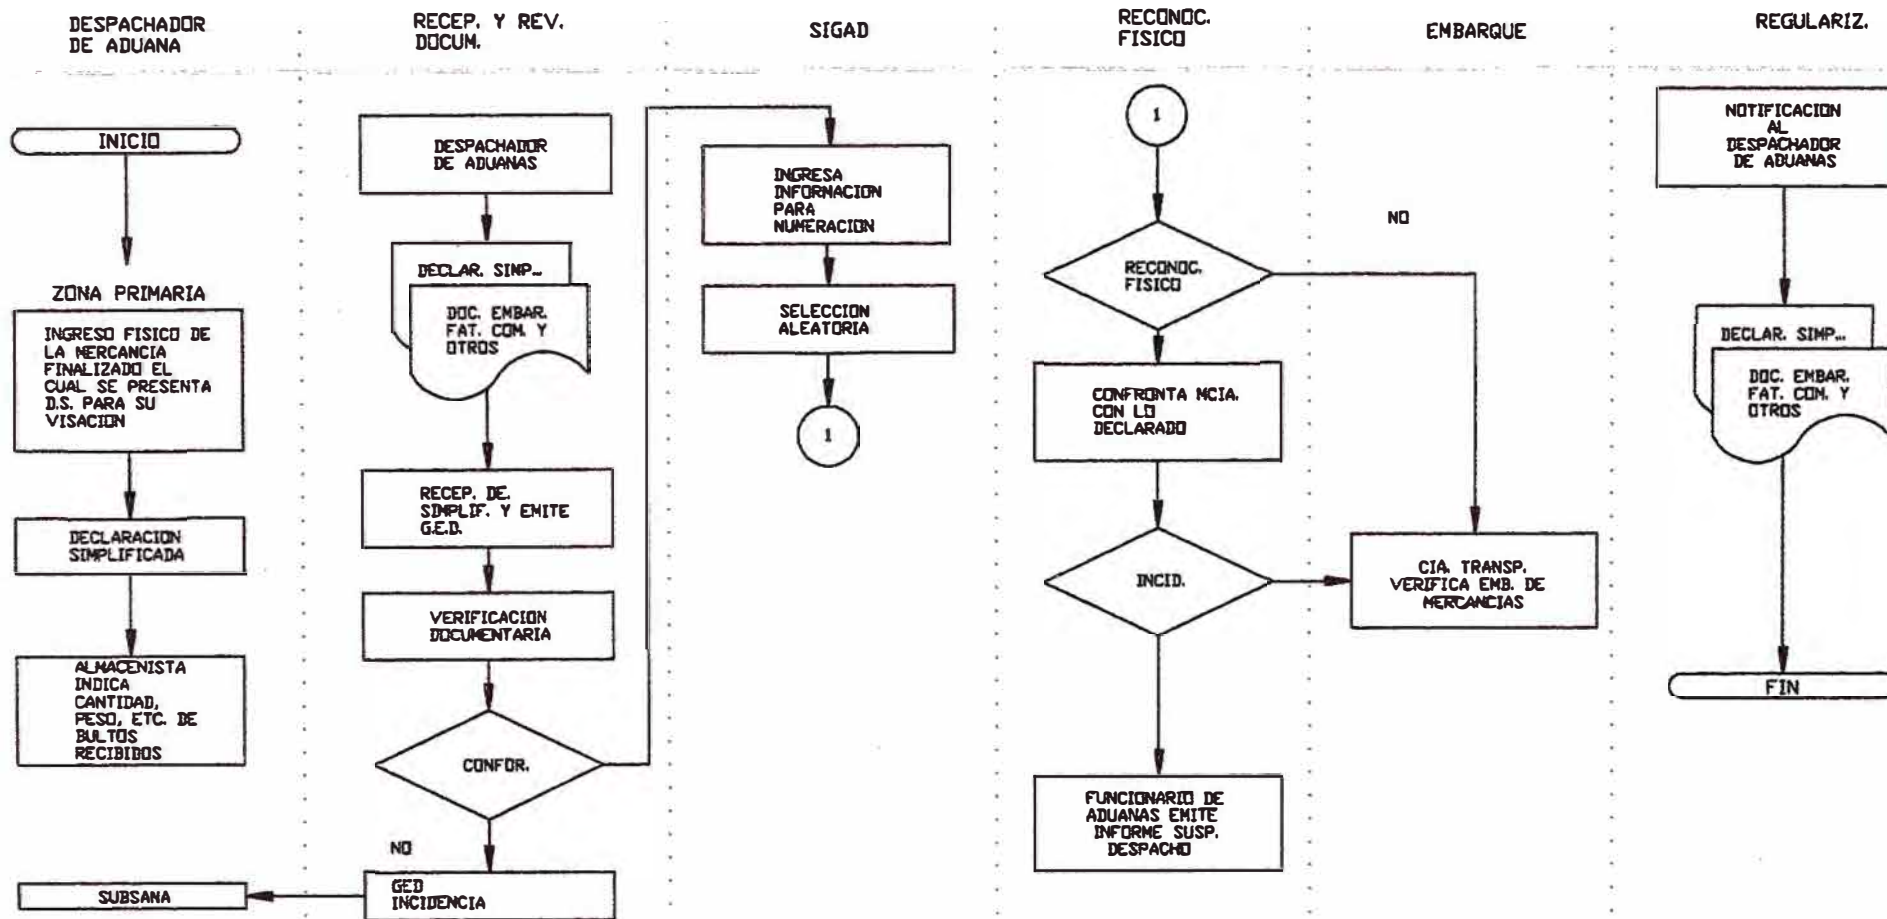 DESPACHADOR
DE ADUANA
RECEP. Y REV.
DOCUM.
SIGAD
RECONOC.
FISICO
EMBARQUE
REGULARIZ.
INICIO
ZONA PRIMARIA
INGRESO FISICO DE
LA MERCANCIA
FINALIZADO EL
CUAL SE PRESENTA
D.S. PARA SU
VISACION
DECLARACION
SIMPLIFICADA
ALMACENISTA
INDICA
CANTIDAD,
PESO, ETC. DE
BULTOS
RECIBIDOS
SUBSANA
DESPACHADOR
DE ADUANAS
DECLAR. SIMP...
DOC. EMBAR.
FAT. COM. Y
OTROS
RECEP. DE.
SIMPLIF. Y EMITE
G.E.D.
VERIFICACION
DOCUMENTARIA
CONFOR.
NO
GED
INCIDENCIA
INGRESA
INFORMACION
PARA
NUMERACION
SELECCION
ALEATORIA
1
1
RECONOC.
FISICO
CONFRONTA MCIA.
CON LO
DECLARADO
INCID.
FUNCIONARIO DE
ADUANAS EMITE
INFORME SUSP.
DESPACHO
NO
CIA. TRANSP.
VERIFICA EMB. DE
MERCANCIAS
NOTIFICACION
AL
DESPACHADOR
DE ADUANAS
DECLAR. SIMP...
DOC. EMBAR.
FAT. COM. Y
OTROS
FIN